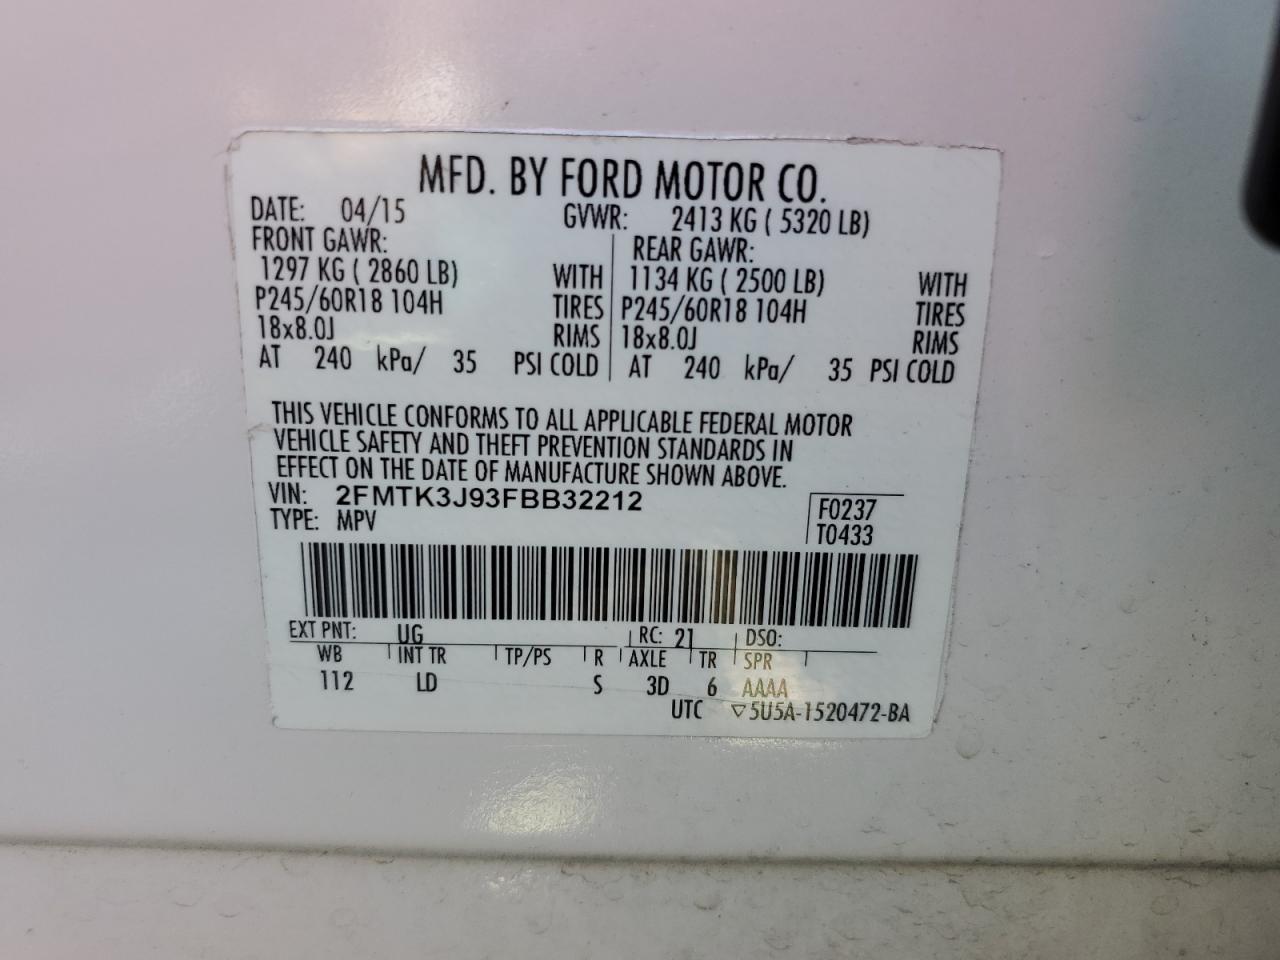 MFD. BY FORD MOTOR CO.
DATE: 04/15 GVWR: 2413 KG ( 5320 LB)
FRONT GAWR: REAR GAWR:
1297 KG ( 2860 LB) WITH 1134 KG ( 2500 LB) WITH
P245/60R18 104H TIRES P245/60R18 104H TIRES
18x8.0J RIMS 18x8.0J RIMS
AT 240 kPa/ 35 PSI COLD AT 240 kPa/ 35 PSI COLD
THIS VEHICLE CONFORMS TO ALL APPLICABLE FEDERAL MOTOR
VEHICLE SAFETY AND THEFT PREVENTION STANDARDS IN
EFFECT ON THE DATE OF MANUFACTURE SHOWN ABOVE.
VIN: 2FMTK3J93FBB32212 F0237
TYPE: MPV T0433
EXT PNT: UG RC: 21 DSO:
WB INT TR TP/PS R AXLE TR SPR
112 LD S 3D 6 AAAA
UTC ▽5U5A-1520472-BA